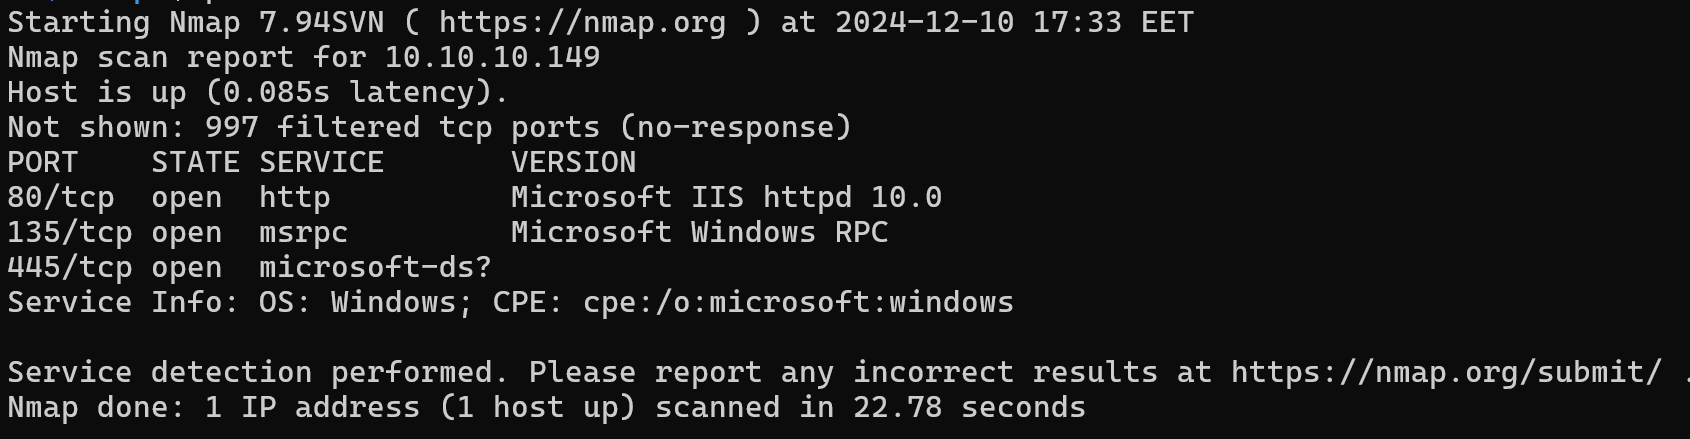 Starting Nmap 7.94SVN ( https://nmap.org ) at 2024-12-10 17:33 EET
Nmap scan report for 10.10.10.149
Host is up (0.085s latency).
Not shown: 997 filtered tcp ports (no-response)
PORT    STATE SERVICE       VERSION
80/tcp  open  http          Microsoft IIS httpd 10.0
135/tcp open  msrpc         Microsoft Windows RPC
445/tcp open  microsoft-ds?
Service Info: OS: Windows; CPE: cpe:/o:microsoft:windows

Service detection performed. Please report any incorrect results at https://nmap.org/submit/ .
Nmap done: 1 IP address (1 host up) scanned in 22.78 seconds